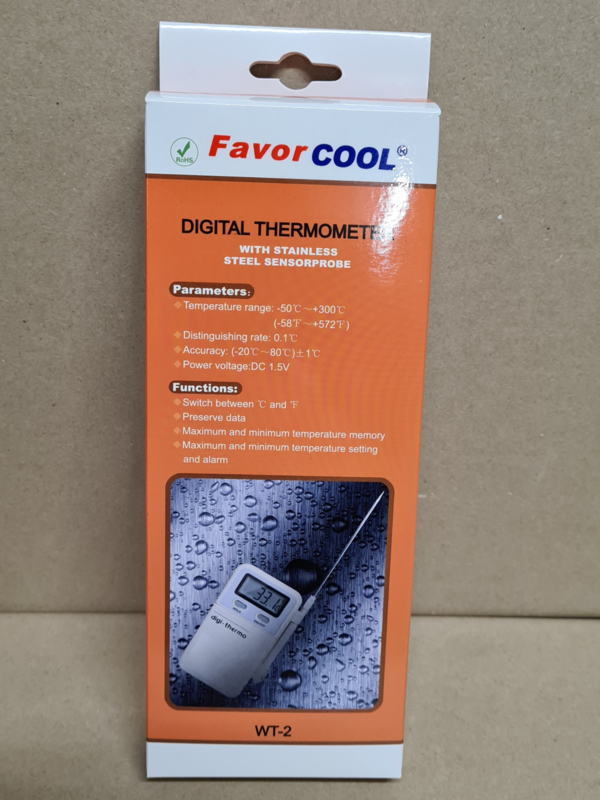 RoHS
Favor COOL
DIGITAL THERMOMETER
WITH STAINLESS
STEEL SENSORPROBE
Parameters:
Temperature range: -50℃～+300℃
(-58℉～+572℉)
Distinguishing rate: 0.1℃
Accuracy: (-20℃～80℃)±1℃
Power voltage:DC 1.5V
Functions:
Switch between ℃ and ℉
Preserve data
Maximum and minimum temperature memory
Maximum and minimum temperature setting
and alarm
digi-thermo
WT-2